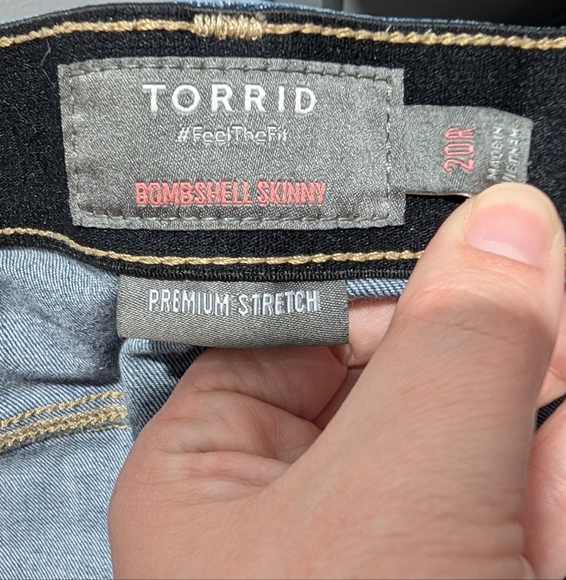 TORRID
#FeelTheFit
BOMBSHELL SKINNY
20R
MADE IN
VIETNAM
PREMIUM STRETCH